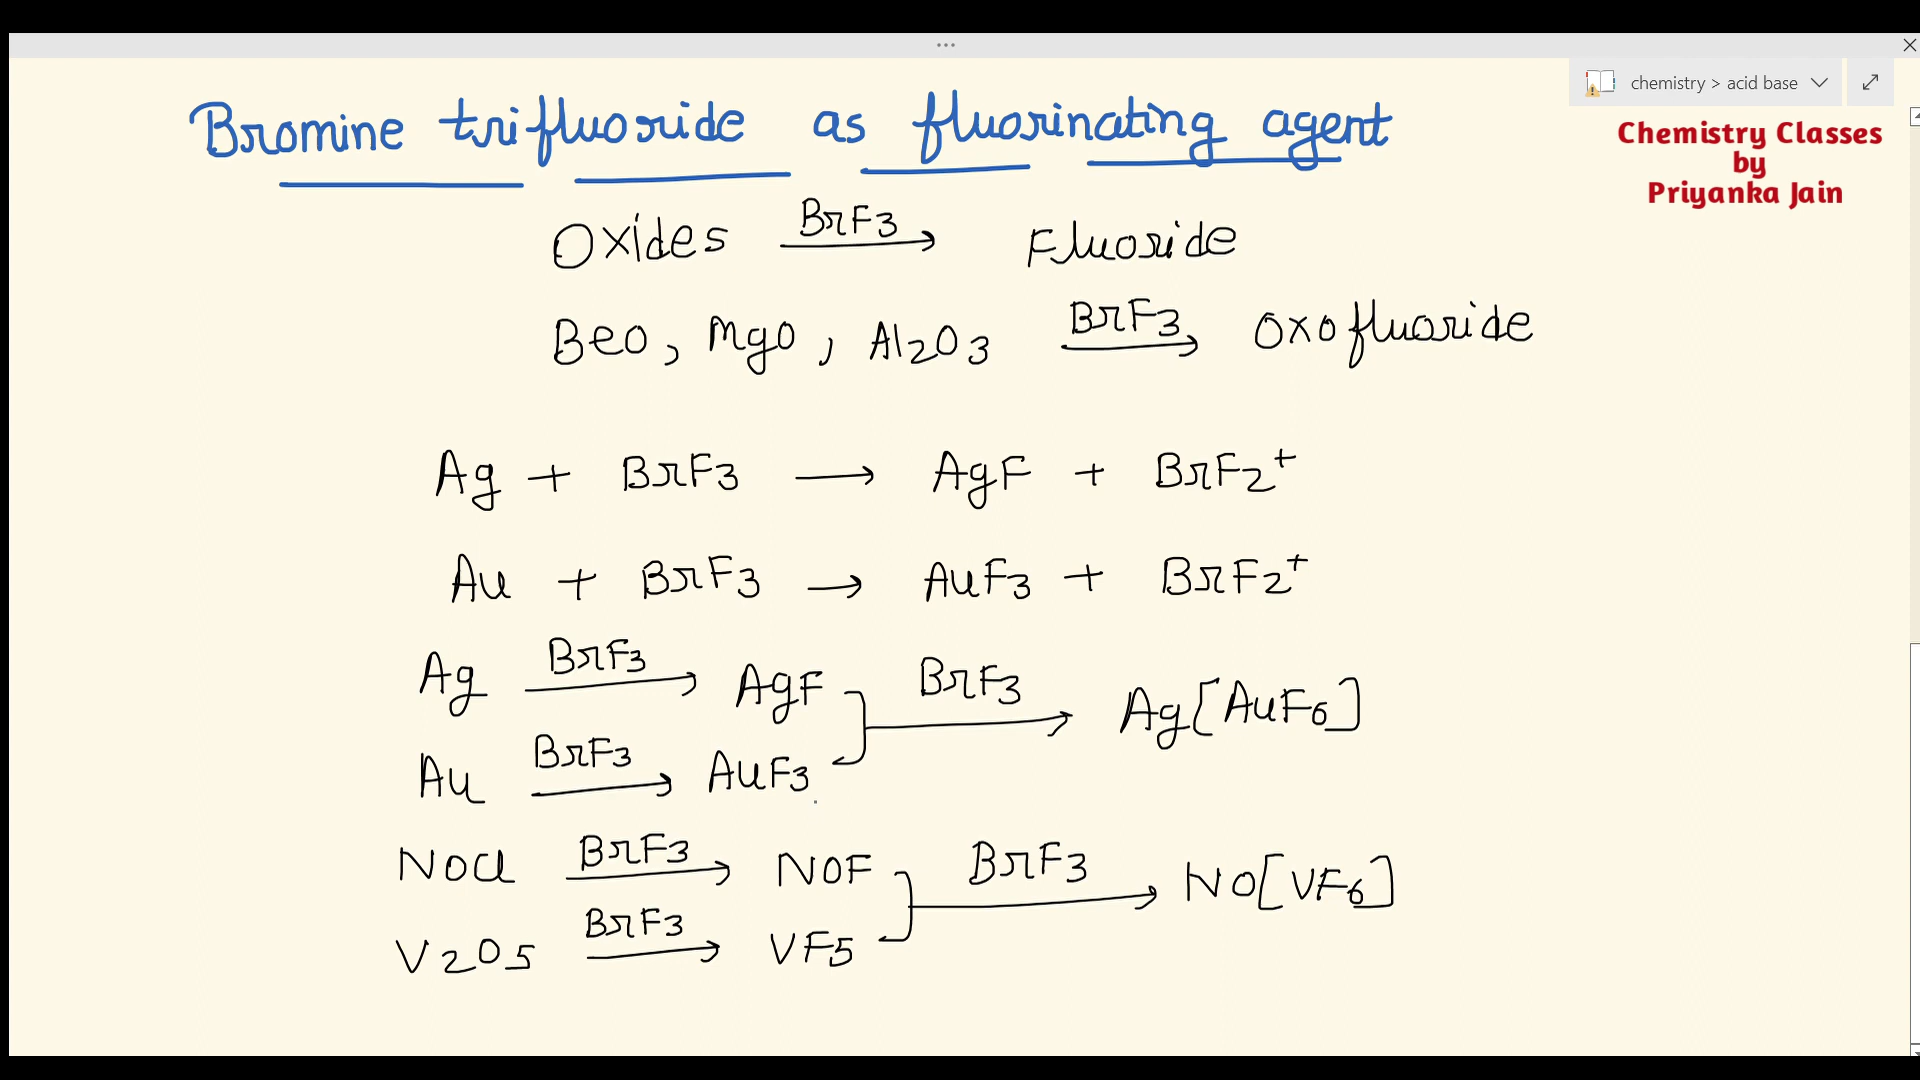 chemistry > acid base
Bromine trifluoride as fluorinating agent
Chemistry Classes
by
Priyanka Jain
Oxides BrF3 → Fluoride
BeO, MgO, Al2O3 BrF3 → Oxofluoride
Ag + BrF3 → AgF + BrF2+
Au + BrF3 → AuF3 + BrF2+
Ag BrF3 → AgF
BrF3 → Ag[AuF6]
Au BrF3 → AuF3
NOCl BrF3 → NOF
BrF3 → NO[VF6]
V2O5 BrF3 → VF5